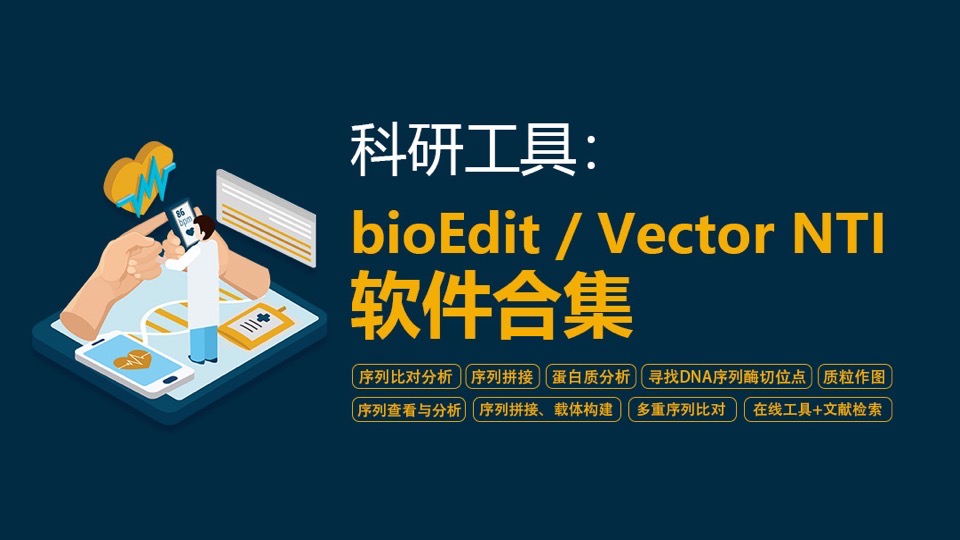 科研工具：
bioEdit / Vector NTI
软件合集
序列比对分析 序列拼接 蛋白质分析 寻找DNA序列酶切位点 质粒作图
序列查看与分析 序列拼接、载体构建 多重序列比对 在线工具+文献检索
86
bpm